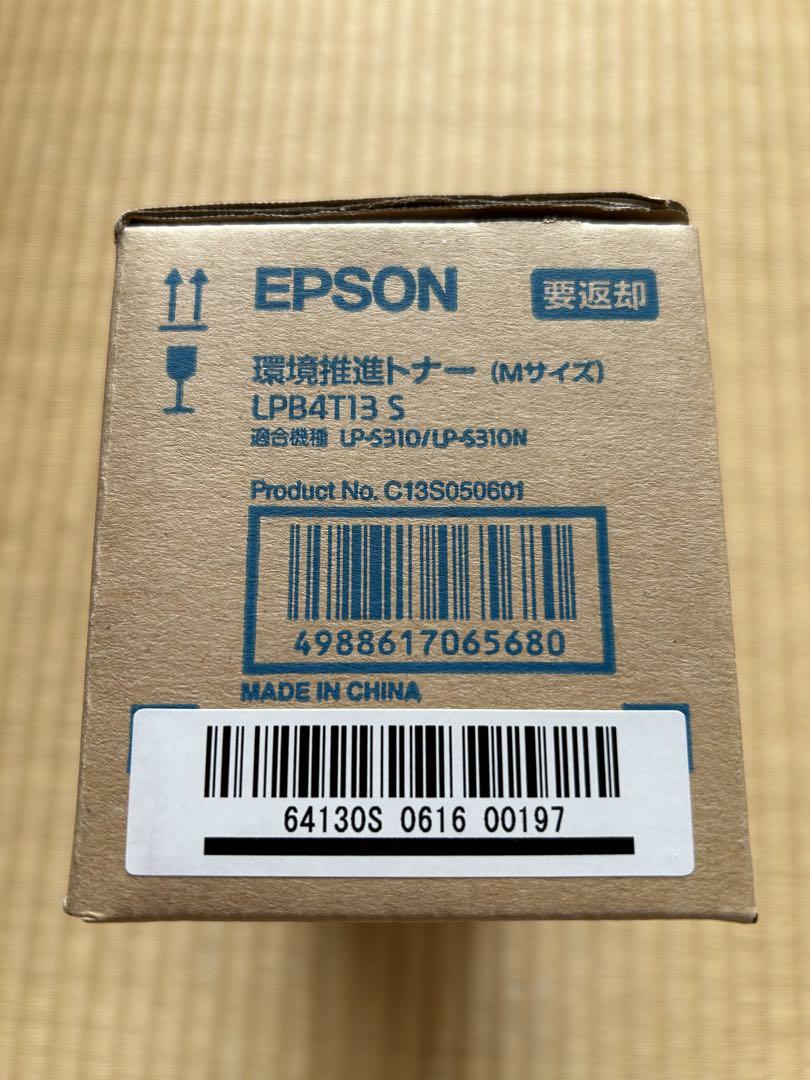 EPSON 要返却
環境推進トナー (Mサイズ)
LPB4T13 S
適合機種 LP-S310/LP-S310N
Product No. C13S050601
4988617065680
MADE IN CHINA
64130S 0616 00197